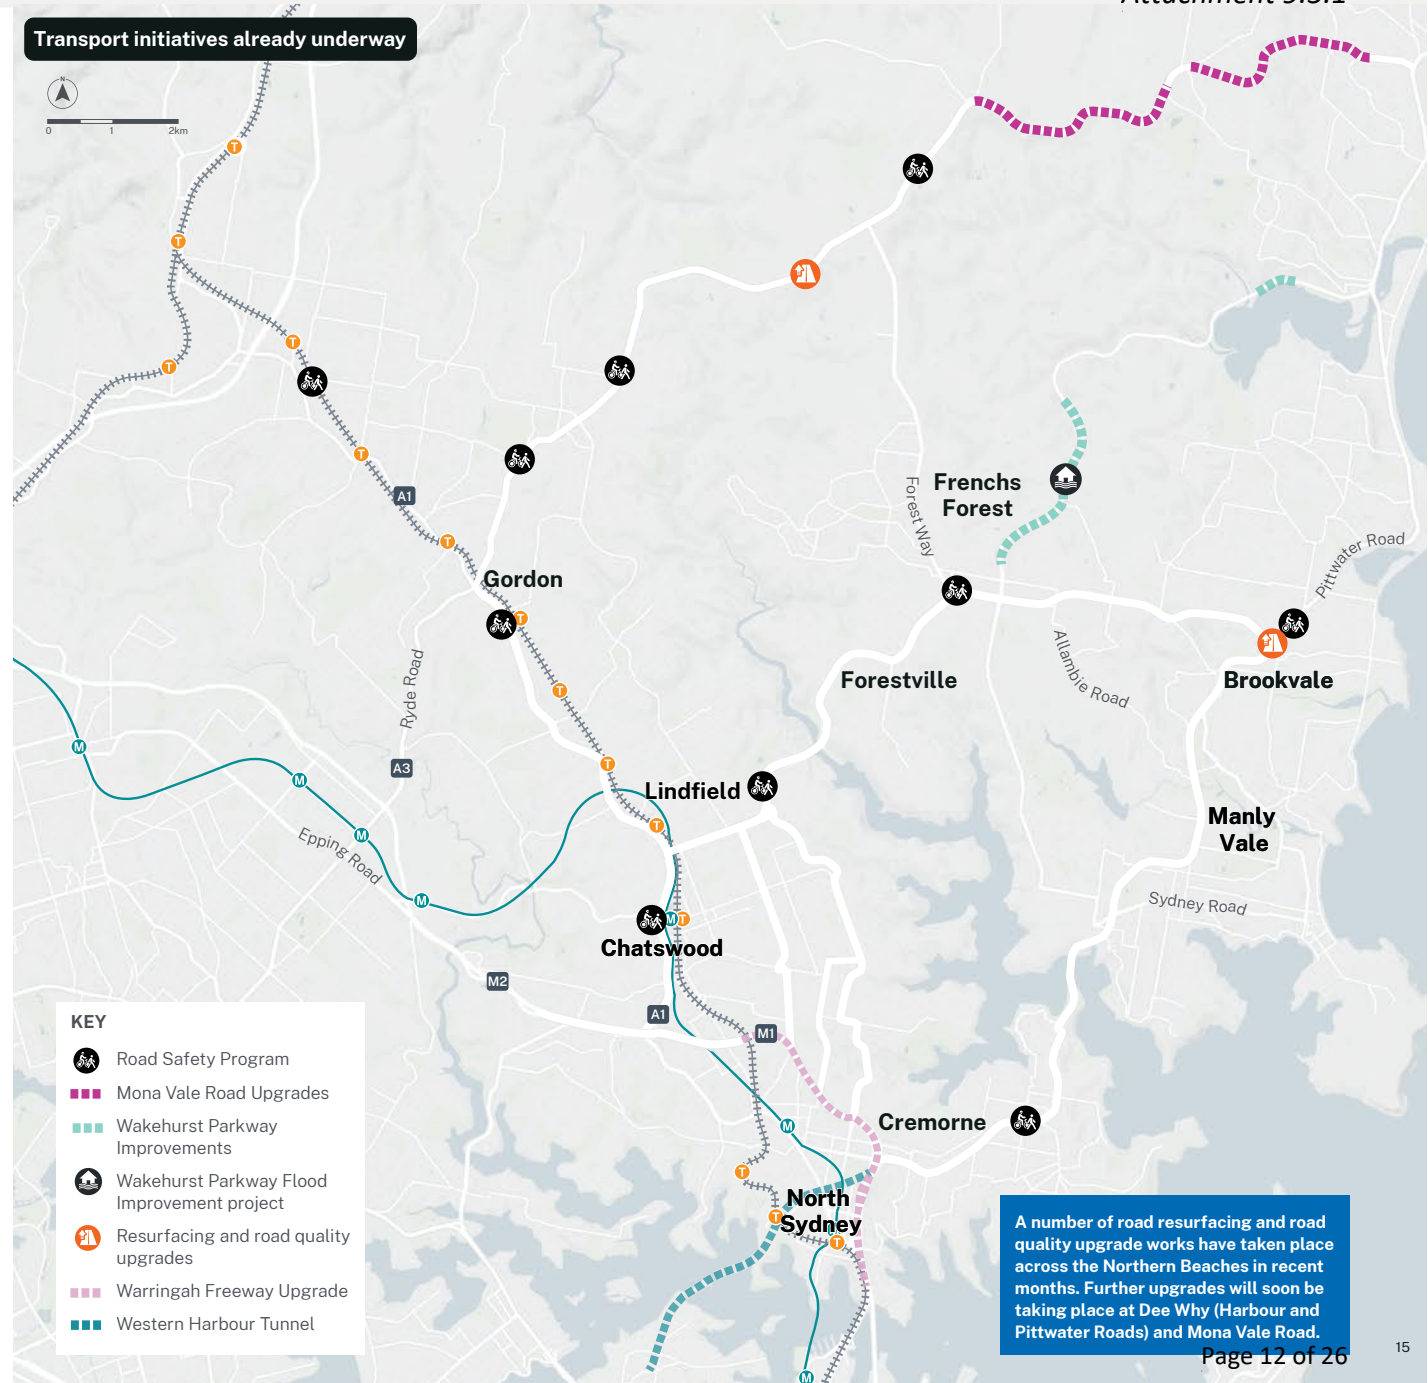 Attachment 9.3.1
Transport initiatives already underway
N
0 1 2km
T
T
T
T
T
A1
T
Gordon
T
T
T
T
Frenchs
Forest
Forest Way
Pittwater Road
Allambie Road
Forestville
Brookvale
Ryde Road
A3
M
M
M
M
Epping Road
Lindfield
Manly
Vale
Sydney Road
M T
Chatswood
M2
A1
M1
M
Cremorne
T
North
Sydney
T
T
M
KEY
Road Safety Program
Mona Vale Road Upgrades
Wakehurst Parkway
Improvements
Wakehurst Parkway Flood
Improvement project
Resurfacing and road quality
upgrades
Warringah Freeway Upgrade
Western Harbour Tunnel
A number of road resurfacing and road
quality upgrade works have taken place
across the Northern Beaches in recent
months. Further upgrades will soon be
taking place at Dee Why (Harbour and
Pittwater Roads) and Mona Vale Road.
Page 12 of 26
15